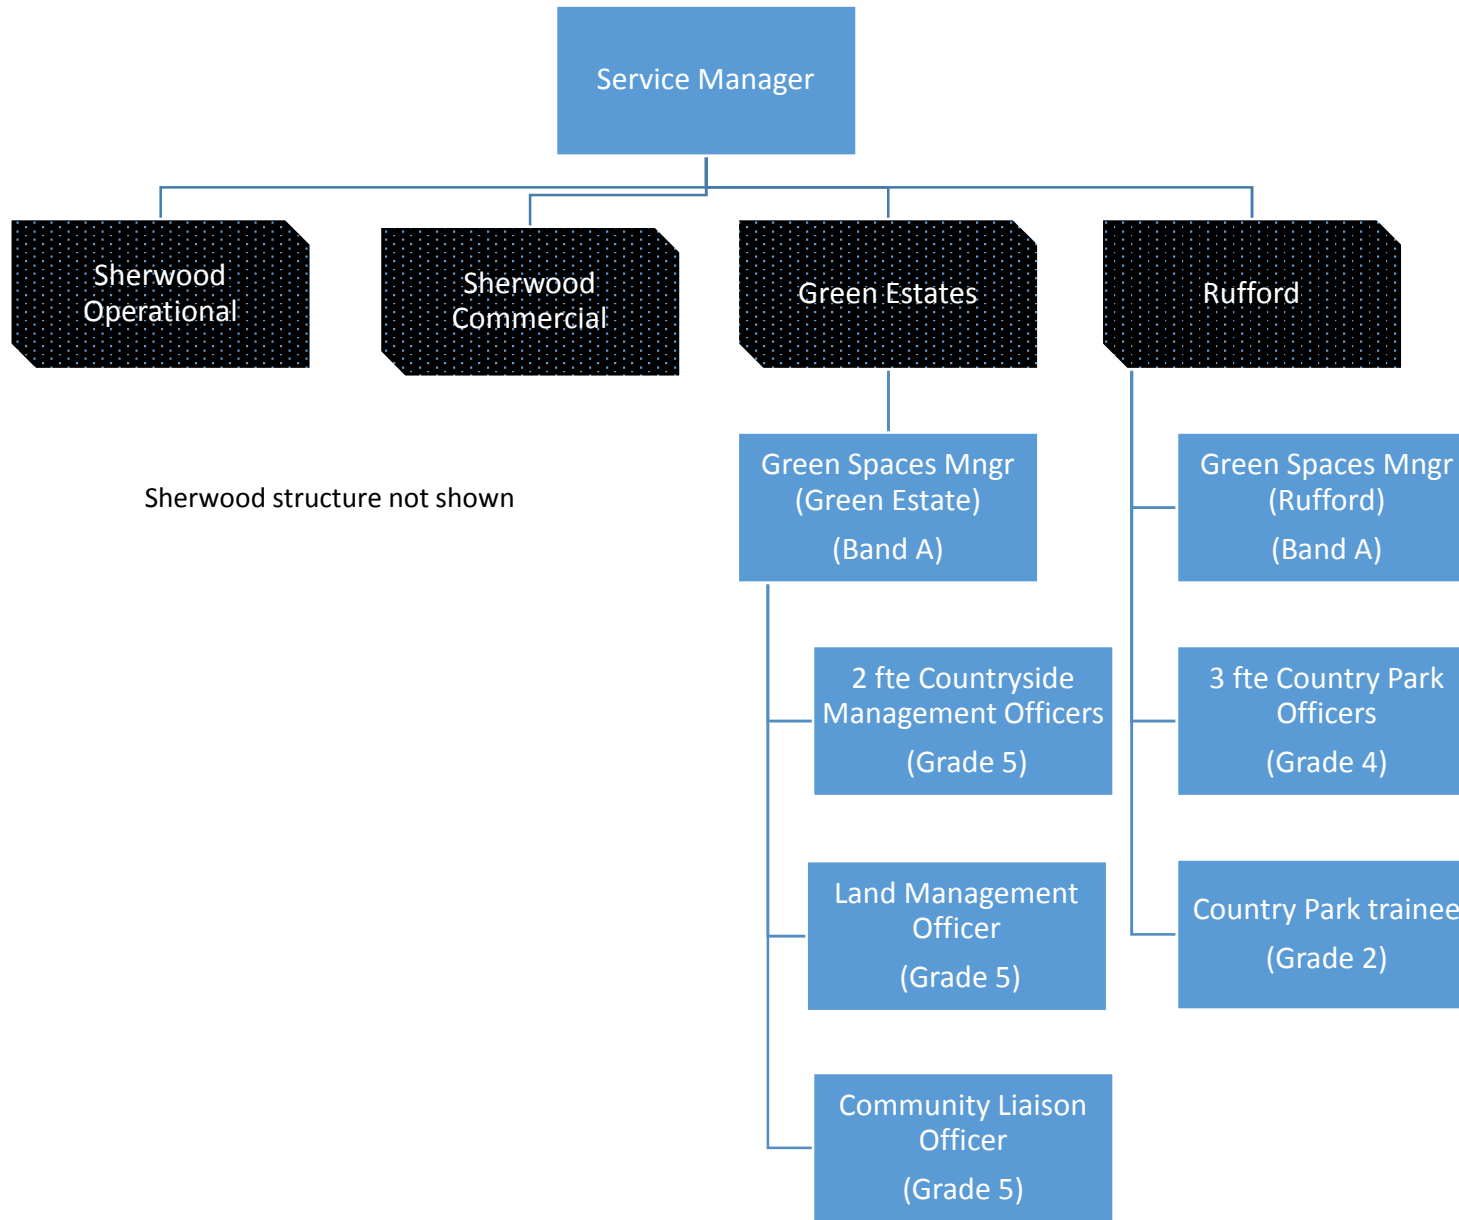 Service Manager
Sherwood
Operational
Sherwood
Commercial
Green Estates
Rufford
Sherwood structure not shown
Green Spaces Mngr
(Green Estate)
(Band A)
Green Spaces Mngr
(Rufford)
(Band A)
2 fte Countryside
Management Officers
(Grade 5)
3 fte Country Park
Officers
(Grade 4)
Land Management
Officer
(Grade 5)
Country Park trainee
(Grade 2)
Community Liaison
Officer
(Grade 5)